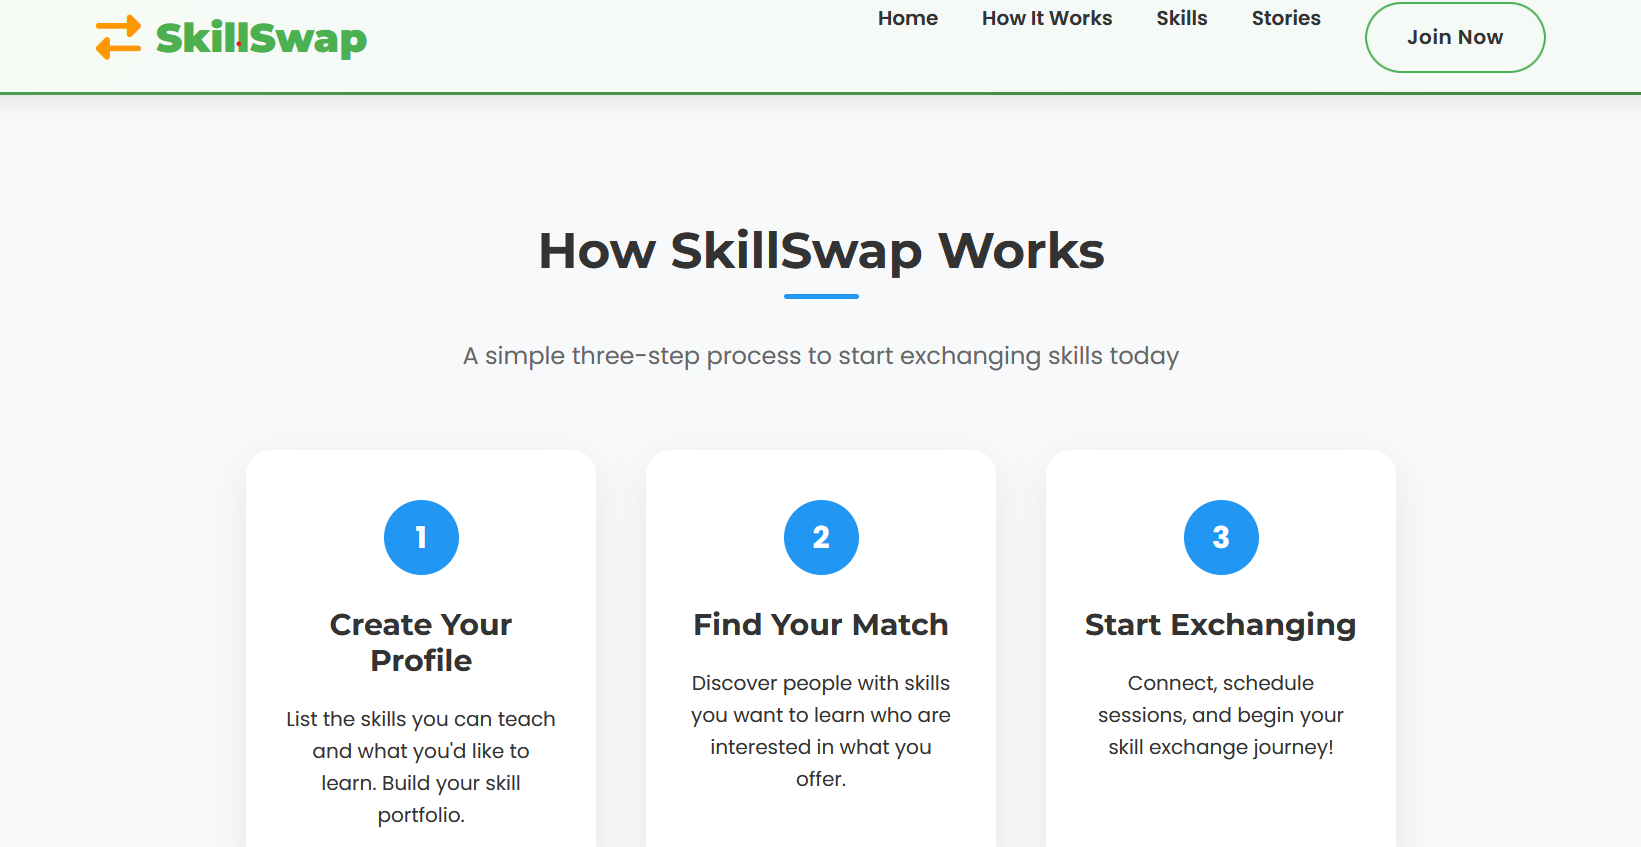 SkillSwap
Home
How It Works
Skills
Stories
Join Now
How SkillSwap Works
A simple three-step process to start exchanging skills today
1
Create Your
Profile
List the skills you can teach
and what you'd like to
learn. Build your skill
portfolio.
2
Find Your Match
Discover people with skills
you want to learn who are
interested in what you
offer.
3
Start Exchanging
Connect, schedule
sessions, and begin your
skill exchange journey!